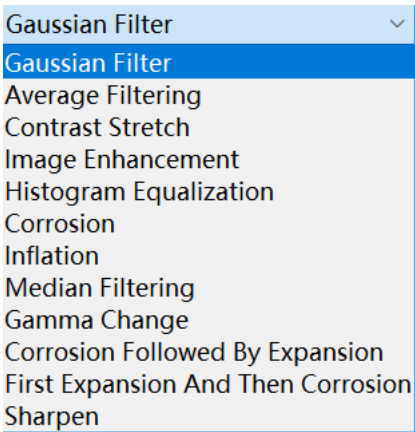 Gaussian Filter
Gaussian Filter
Average Filtering
Contrast Stretch
Image Enhancement
Histogram Equalization
Corrosion
Inflation
Median Filtering
Gamma Change
Corrosion Followed By Expansion
First Expansion And Then Corrosion
Sharpen